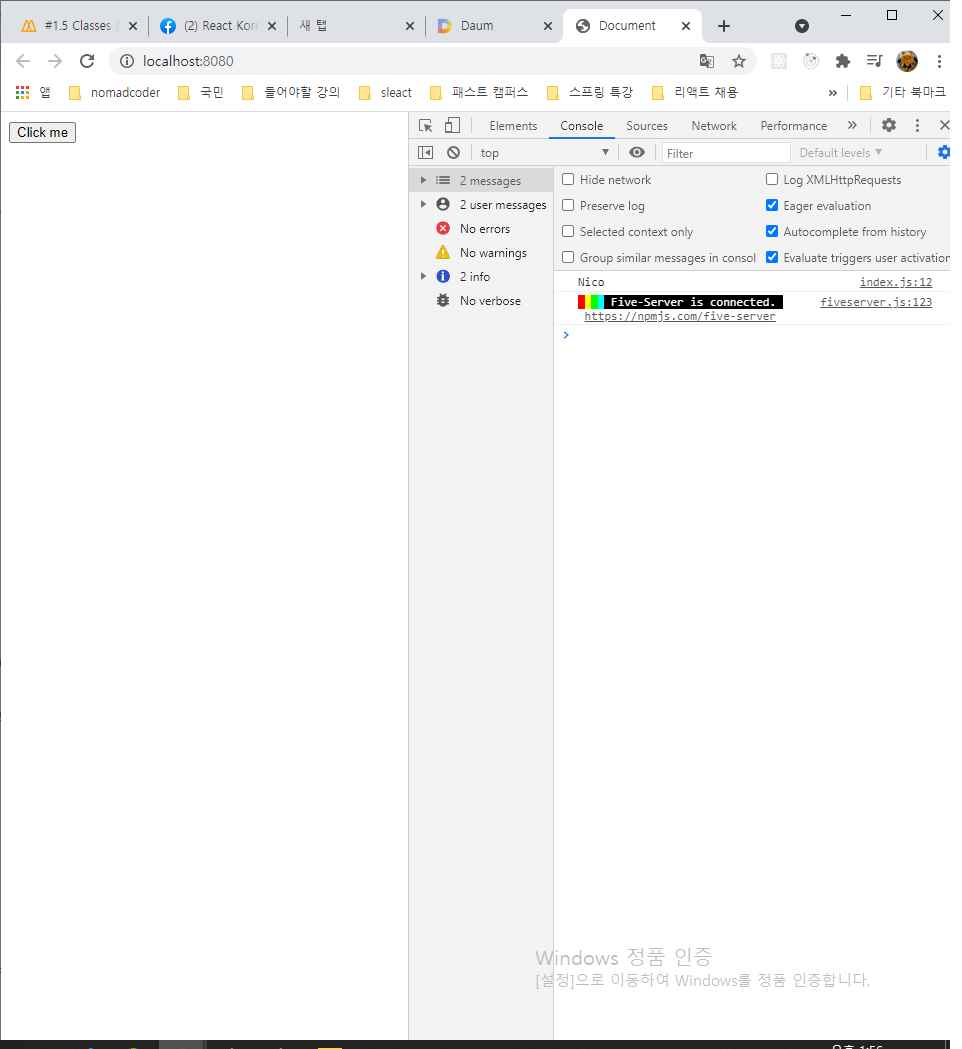 #1.5 Classes
(2) React Kor
새 탭
Daum
Document
localhost:8080
앱
nomadcoder
국민
들어야할 강의
sleact
패스트 캠퍼스
스프링 특강
리액트 채용
»
기타 북마크
Click me
Elements
Console
Sources
Network
Performance
»
top
Filter
Default levels
2 messages
2 user messages
No errors
No warnings
2 info
No verbose
Hide network
Log XMLHttpRequests
Preserve log
Eager evaluation
Selected context only
Autocomplete from history
Group similar messages in consol
Evaluate triggers user activation
Nico
index.js:12
Five-Server is connected.
fiveserver.js:123
https://npmjs.com/five-server
Windows 정품 인증
[설정]으로 이동하여 Windows를 정품 인증합니다.
오후 1:56